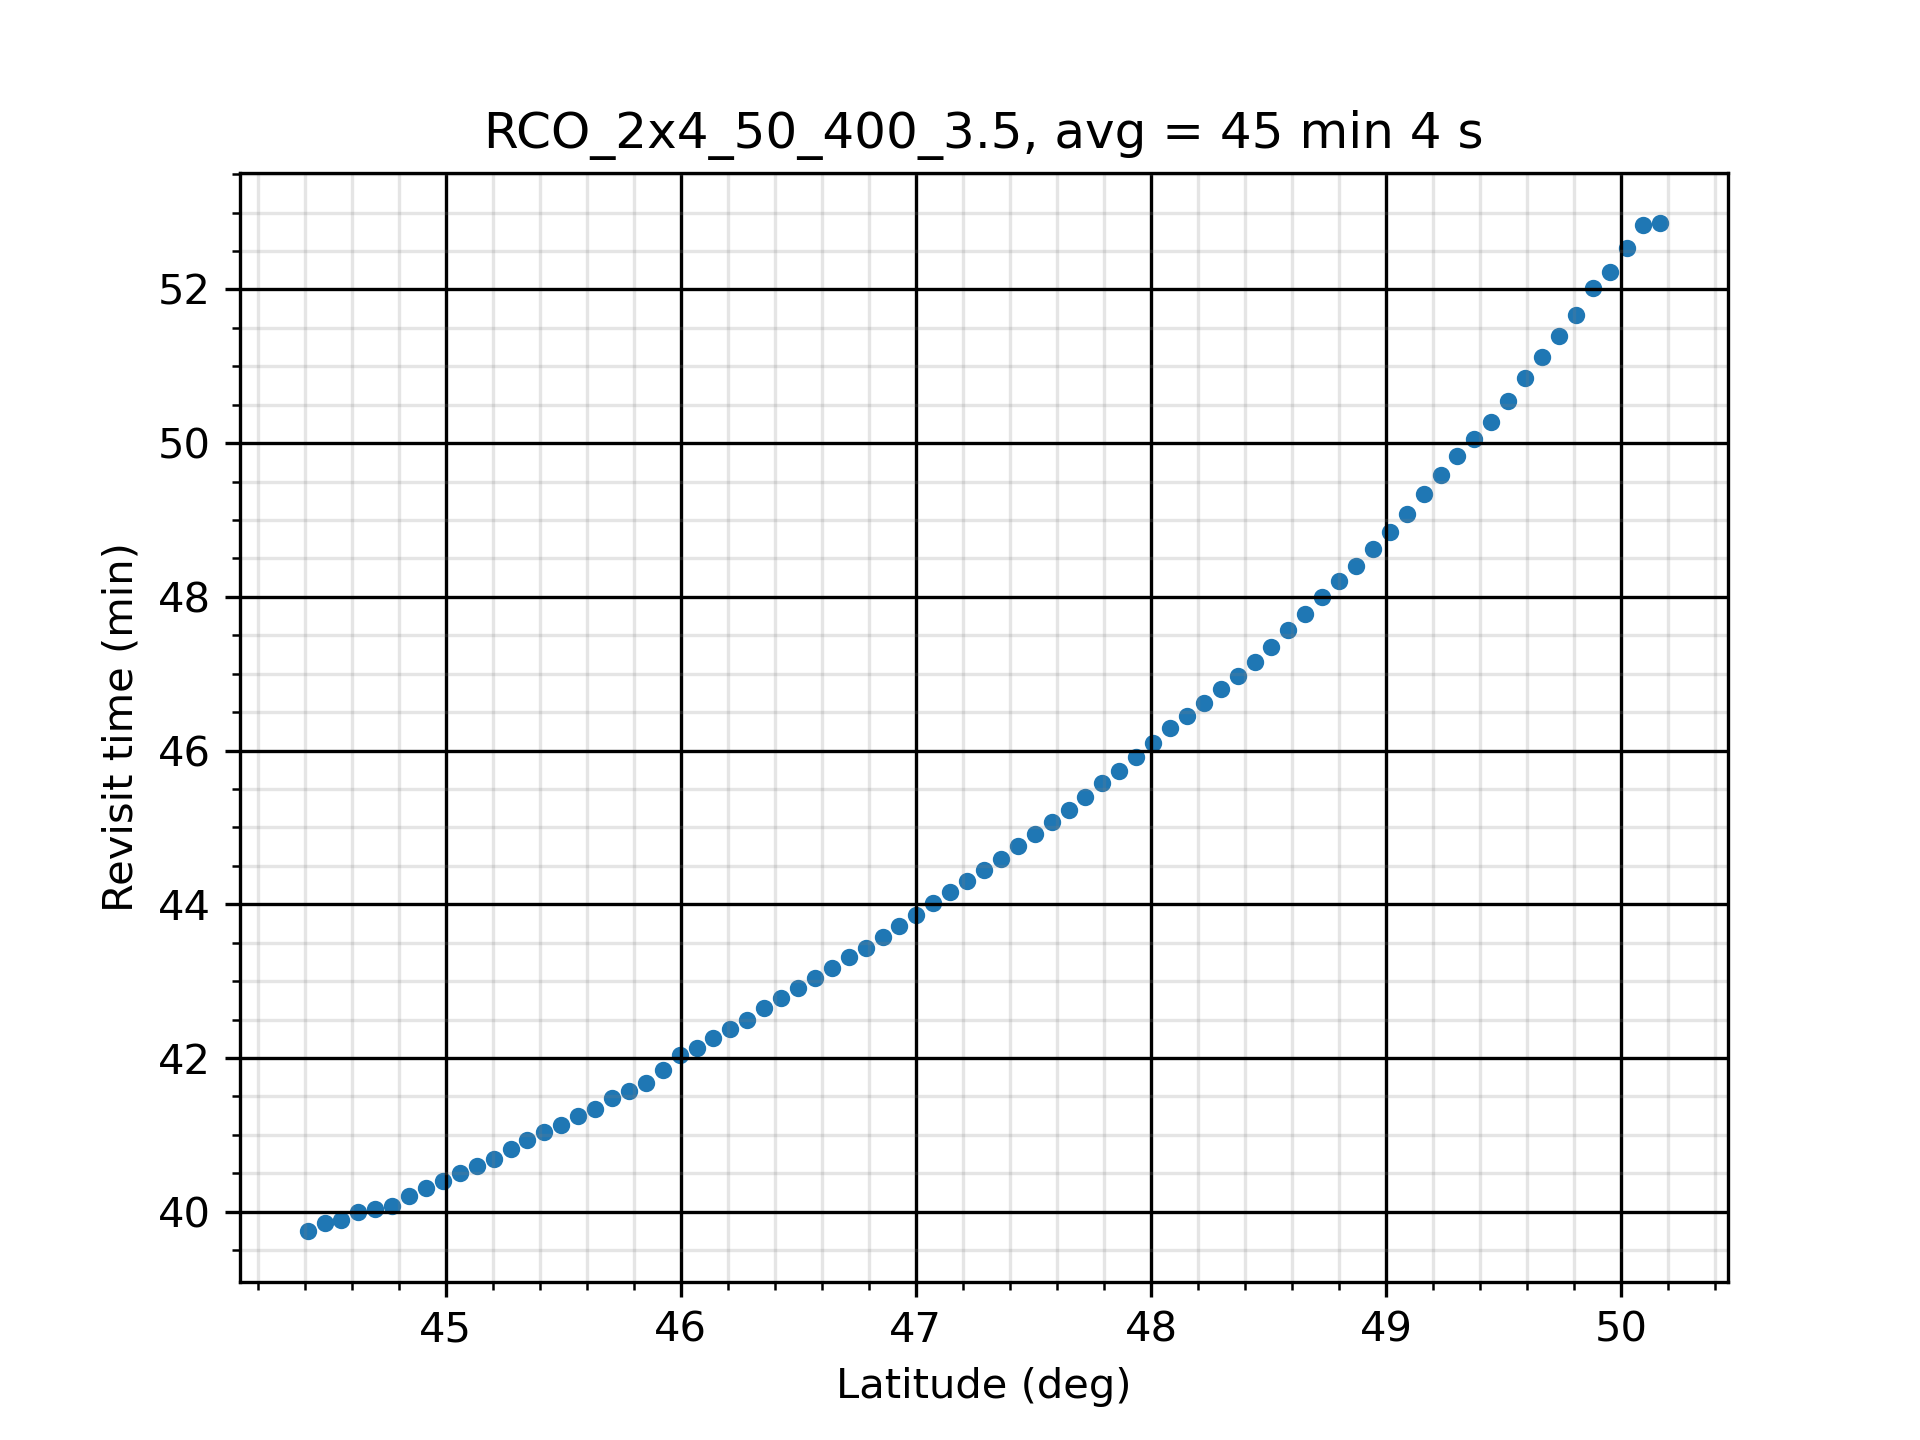 RCO_2x4_50_400_3.5, avg = 45 min 4 s
Revisit time (min)
52
50
48
46
44
42
40
45 46 47 48 49 50
Latitude (deg)